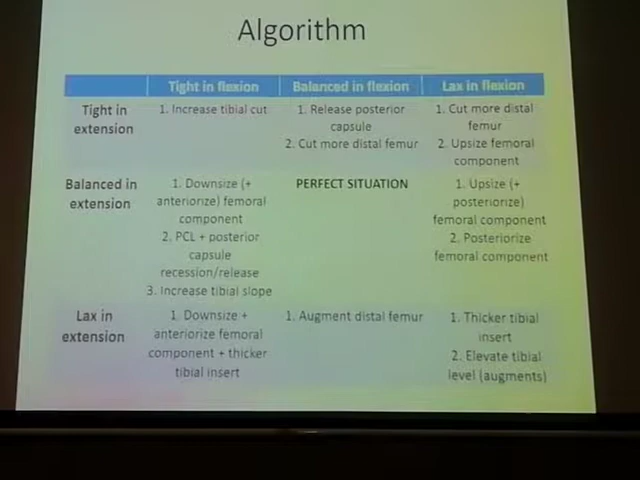 Algorithm
Tight in flexion Balanced in flexion Lax in flexion
Tight in
extension
1. Increase tibial cut
1. Release posterior
capsule
2. Cut more distal femur
1. Cut more distal
femur
2. Upsize femoral
component
Balanced in
extension
1. Downsize (+
anteriorize) femoral
component
2. PCL + posterior
capsule
recession/release
3. Increase tibial slope
PERFECT SITUATION
1. Upsize (+
posteriorize)
femoral component
2. Posteriorize
femoral component
Lax in
extension
1. Downsize +
anteriorize femoral
component + thicker
tibial insert
1. Augment distal femur
1. Thicker tibial
insert
2. Elevate tibial
level (augments)